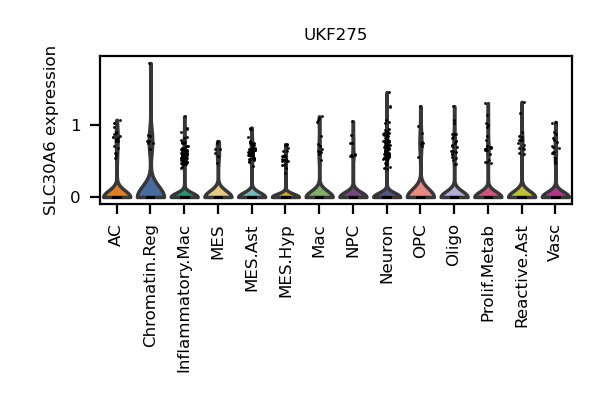 UKF275
SLC30A6 expression
1
0
AC
Chromatin.Reg
Inflammatory.Mac
MES
MES.Ast
MES.Hyp
Mac
NPC
Neuron
OPC
Oligo
Prolif.Metab
Reactive.Ast
Vasc